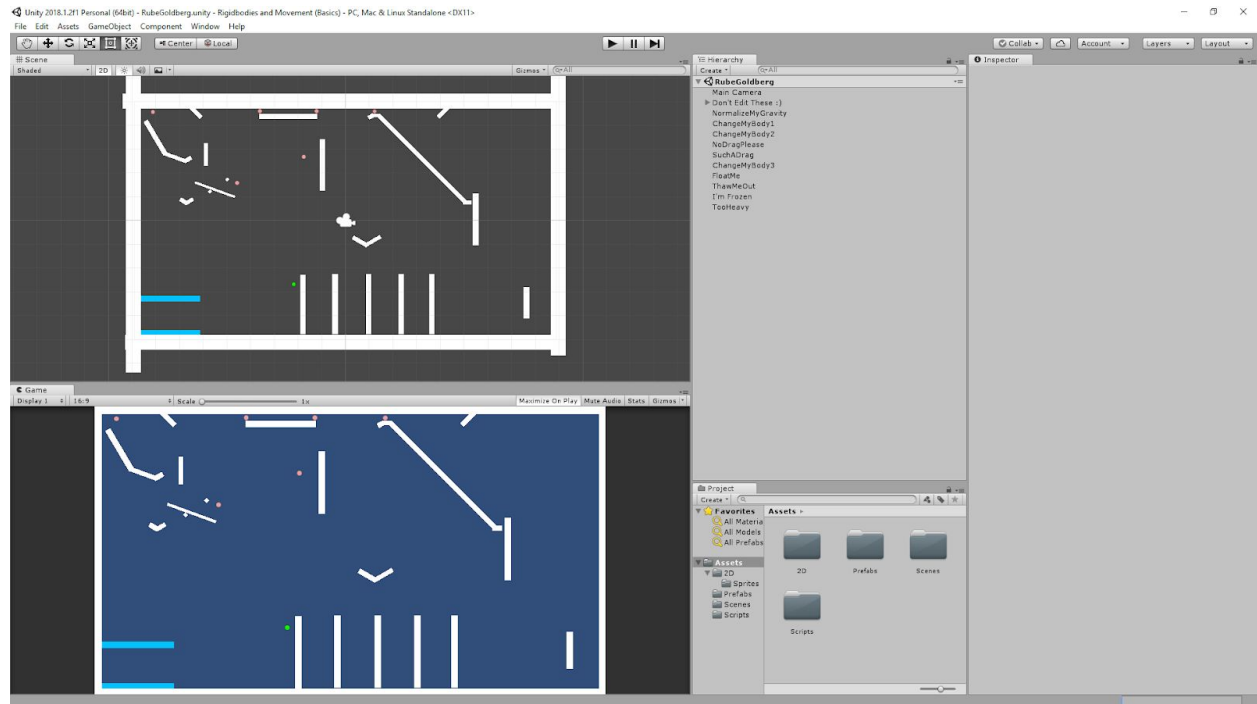 Unity 2018.1.2f1 Personal (64bit) - RubeGoldberg.unity - Rigidbodies and Movement (Basics) - PC, Mac & Linux Standalone <DX11>
File Edit Assets GameObject Component Window Help
Center Local Collab Account Layers Layout
Scene
Shaded 2D Gizmos All
Hierarchy
Create All
RubeGoldberg
Main Camera
Don't Edit These :)
NormalizeMyGravity
ChangeMyBody1
ChangeMyBody2
NoDragPlease
SuchADrag
ChangeMyBody3
FloatMe
ThawMeOut
I'm Frozen
TooHeavy
Inspector
Game
Display 1 16:9 Scale 1x Maximize On Play Mute Audio Stats Gizmos
Project
Create
Favorites
All Materia
All Models
All Prefabs
Assets
2D
Sprites
Prefabs
Scenes
Scripts
Assets
2D Prefabs Scenes
Scripts